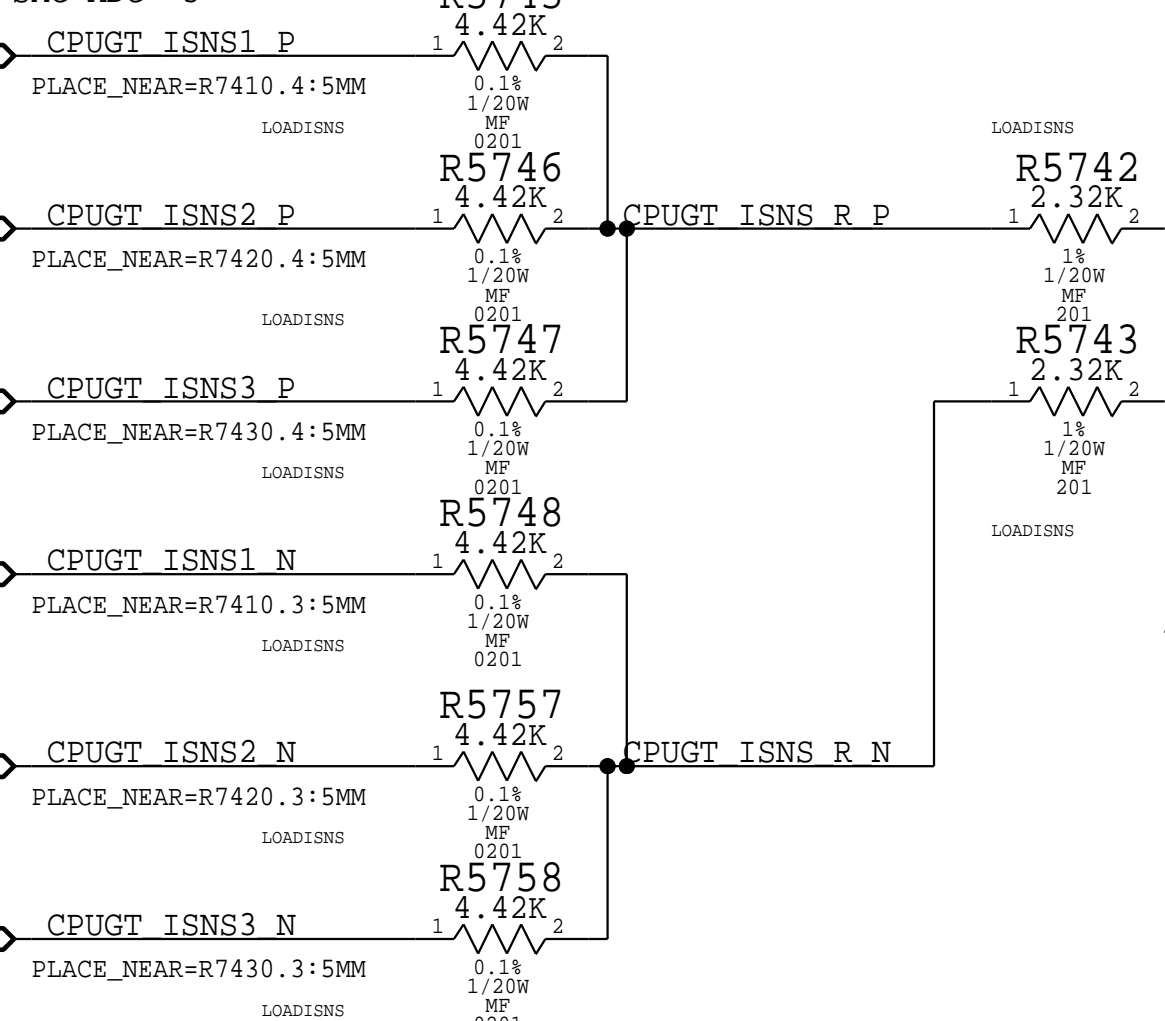 4.42K
CPUGT_ISNS1_P
1
2
PLACE_NEAR=R7410.4:5MM
0.1%
1/20W
MF
0201
LOADISNS
LOADISNS
R5746
4.42K
CPUGT_ISNS2_P
1
2
PLACE_NEAR=R7420.4:5MM
0.1%
1/20W
MF
0201
LOADISNS
CPUGT_ISNS_R_P
R5742
2.32K
1
2
1%
1/20W
MF
201
R5747
4.42K
CPUGT_ISNS3_P
1
2
PLACE_NEAR=R7430.4:5MM
0.1%
1/20W
MF
0201
LOADISNS
R5743
2.32K
1
2
1%
1/20W
MF
201
LOADISNS
R5748
4.42K
CPUGT_ISNS1_N
1
2
PLACE_NEAR=R7410.3:5MM
0.1%
1/20W
MF
0201
LOADISNS
R5757
4.42K
CPUGT_ISNS2_N
1
2
CPUGT_ISNS_R_N
PLACE_NEAR=R7420.3:5MM
0.1%
1/20W
MF
0201
LOADISNS
R5758
4.42K
CPUGT_ISNS3_N
1
2
PLACE_NEAR=R7430.3:5MM
0.1%
1/20W
MF
LOADISNS